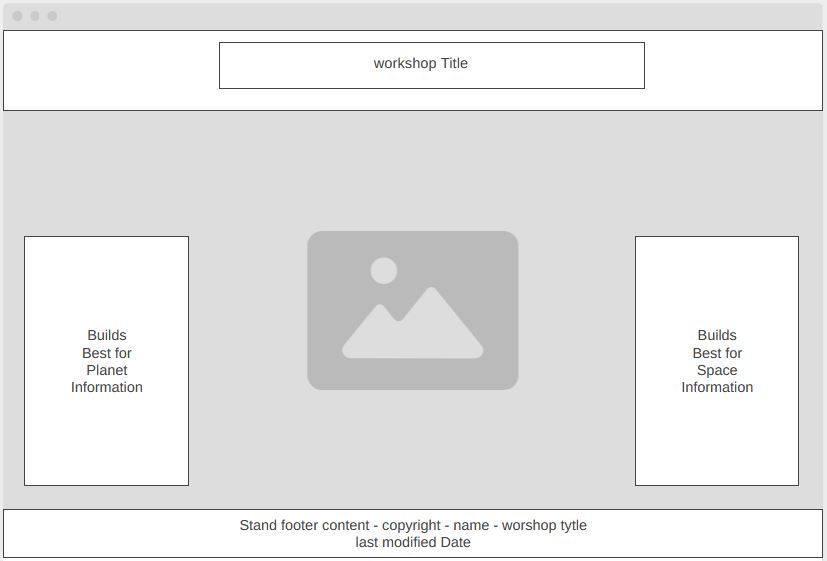 workshop Title
Builds
Best for
Planet
Information
Builds
Best for
Space
Information
Stand footer content - copyright - name - worshop tytle
last modified Date